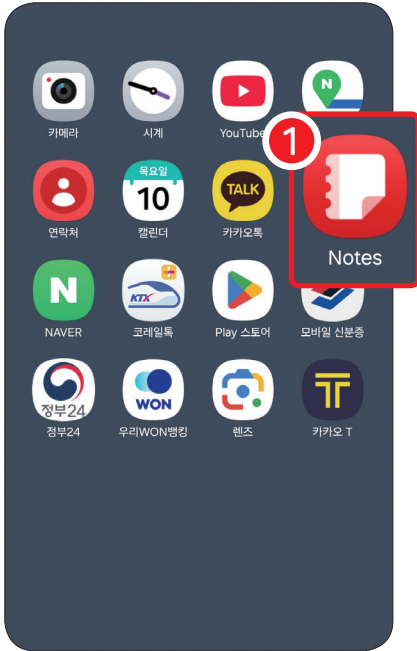 N
카메라
시계
YouTube
1
목요일
10
TALK
연락처
캘린더
카카오톡
Notes
N
KTX
NAVER
코레일톡
Play 스토어
모바일 신분증
정부24
WON
정부24
우리WON뱅킹
렌즈
카카오 T